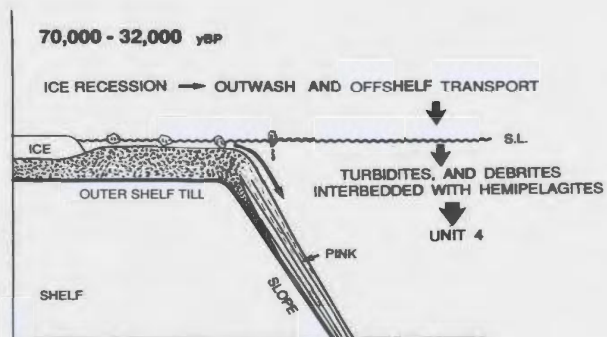 70,000 - 32,000 yBP
ICE RECESSION → OUTWASH AND OFFSHELF TRANSPORT
S.L.
ICE
TURBIDITES, AND DEBRITES
INTERBEDDED WITH HEMIPELAGITES
OUTER SHELF TILL
UNIT 4
PINK
SHELF
SLOPE